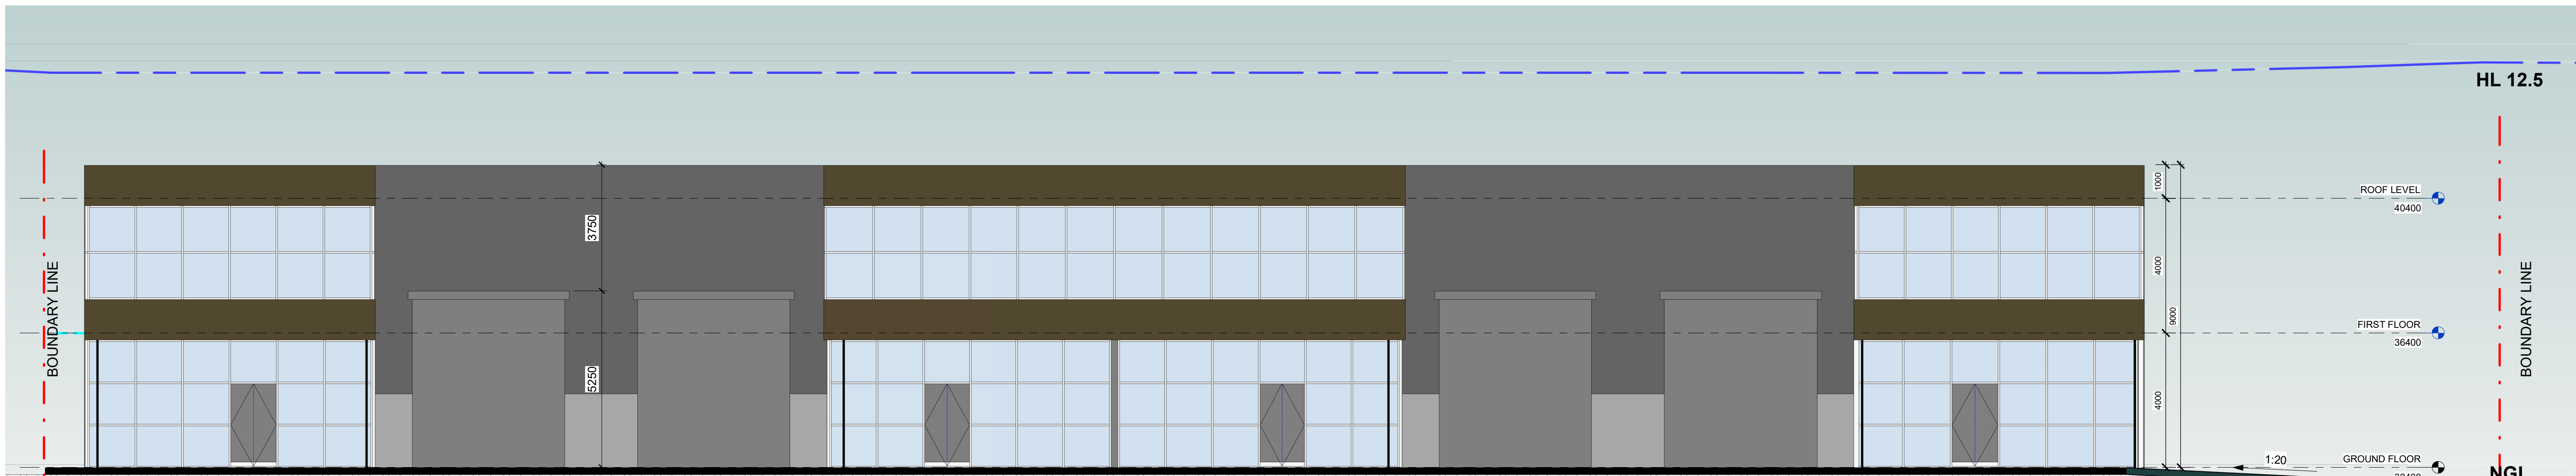 HL 12.5
BOUNDARY LINE
3750
5250
1000
4000
9000
4000
ROOF LEVEL
40400
FIRST FLOOR
36400
GROUND FLOOR
1:20
BOUNDARY LINE
NGL